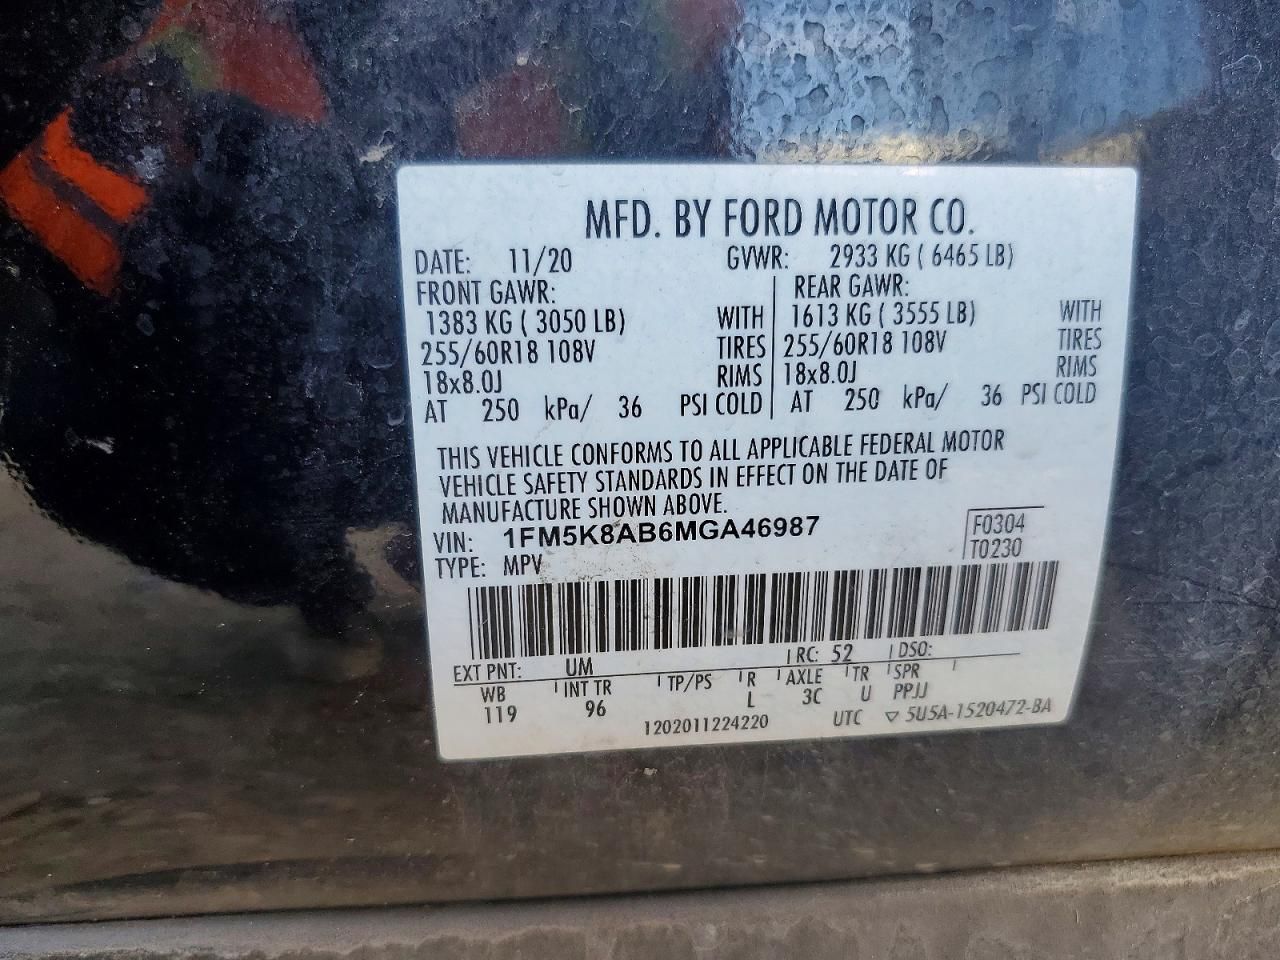 MFD. BY FORD MOTOR CO.
DATE: 11/20 GVWR: 2933 KG ( 6465 LB)
FRONT GAWR: REAR GAWR:
1383 KG ( 3050 LB) WITH 1613 KG ( 3555 LB) WITH
255/60R18 108V TIRES 255/60R18 108V TIRES
18x8.0J RIMS 18x8.0J RIMS
AT 250 kPa/ 36 PSI COLD AT 250 kPa/ 36 PSI COLD
THIS VEHICLE CONFORMS TO ALL APPLICABLE FEDERAL MOTOR
VEHICLE SAFETY STANDARDS IN EFFECT ON THE DATE OF
MANUFACTURE SHOWN ABOVE.
VIN: 1FM5K8AB6MGA46987 F0304
TYPE: MPV T0230
EXT PNT: UM RC: 52 DSO:
WB INT TR TP/PS R AXLE TR SPR
119 96 L 3C U PPJJ
1202011224220 UTC ▽ 5U5A-1520472-BA